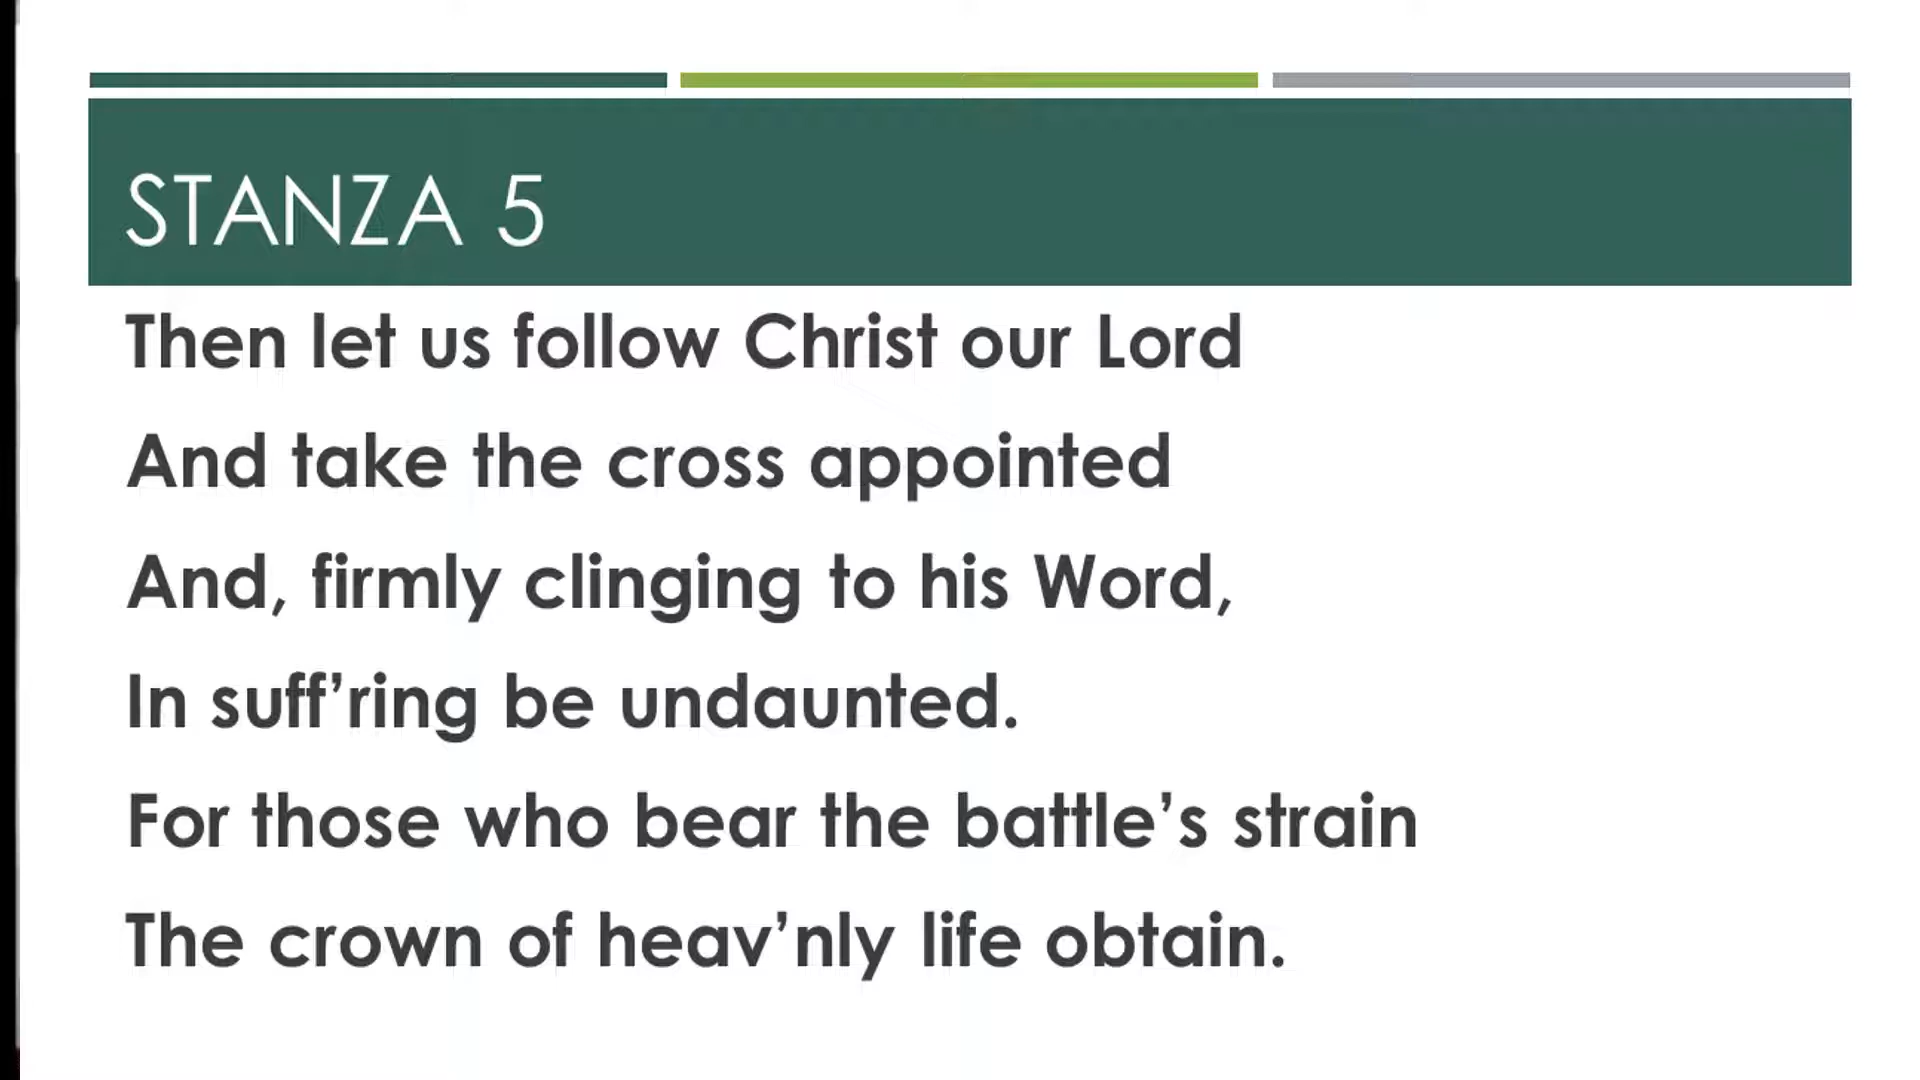 STANZA 5
Then let us follow Christ our Lord
And take the cross appointed
And, firmly clinging to his Word,
In suff’ring be undaunted.
For those who bear the battle’s strain
The crown of heav’nly life obtain.